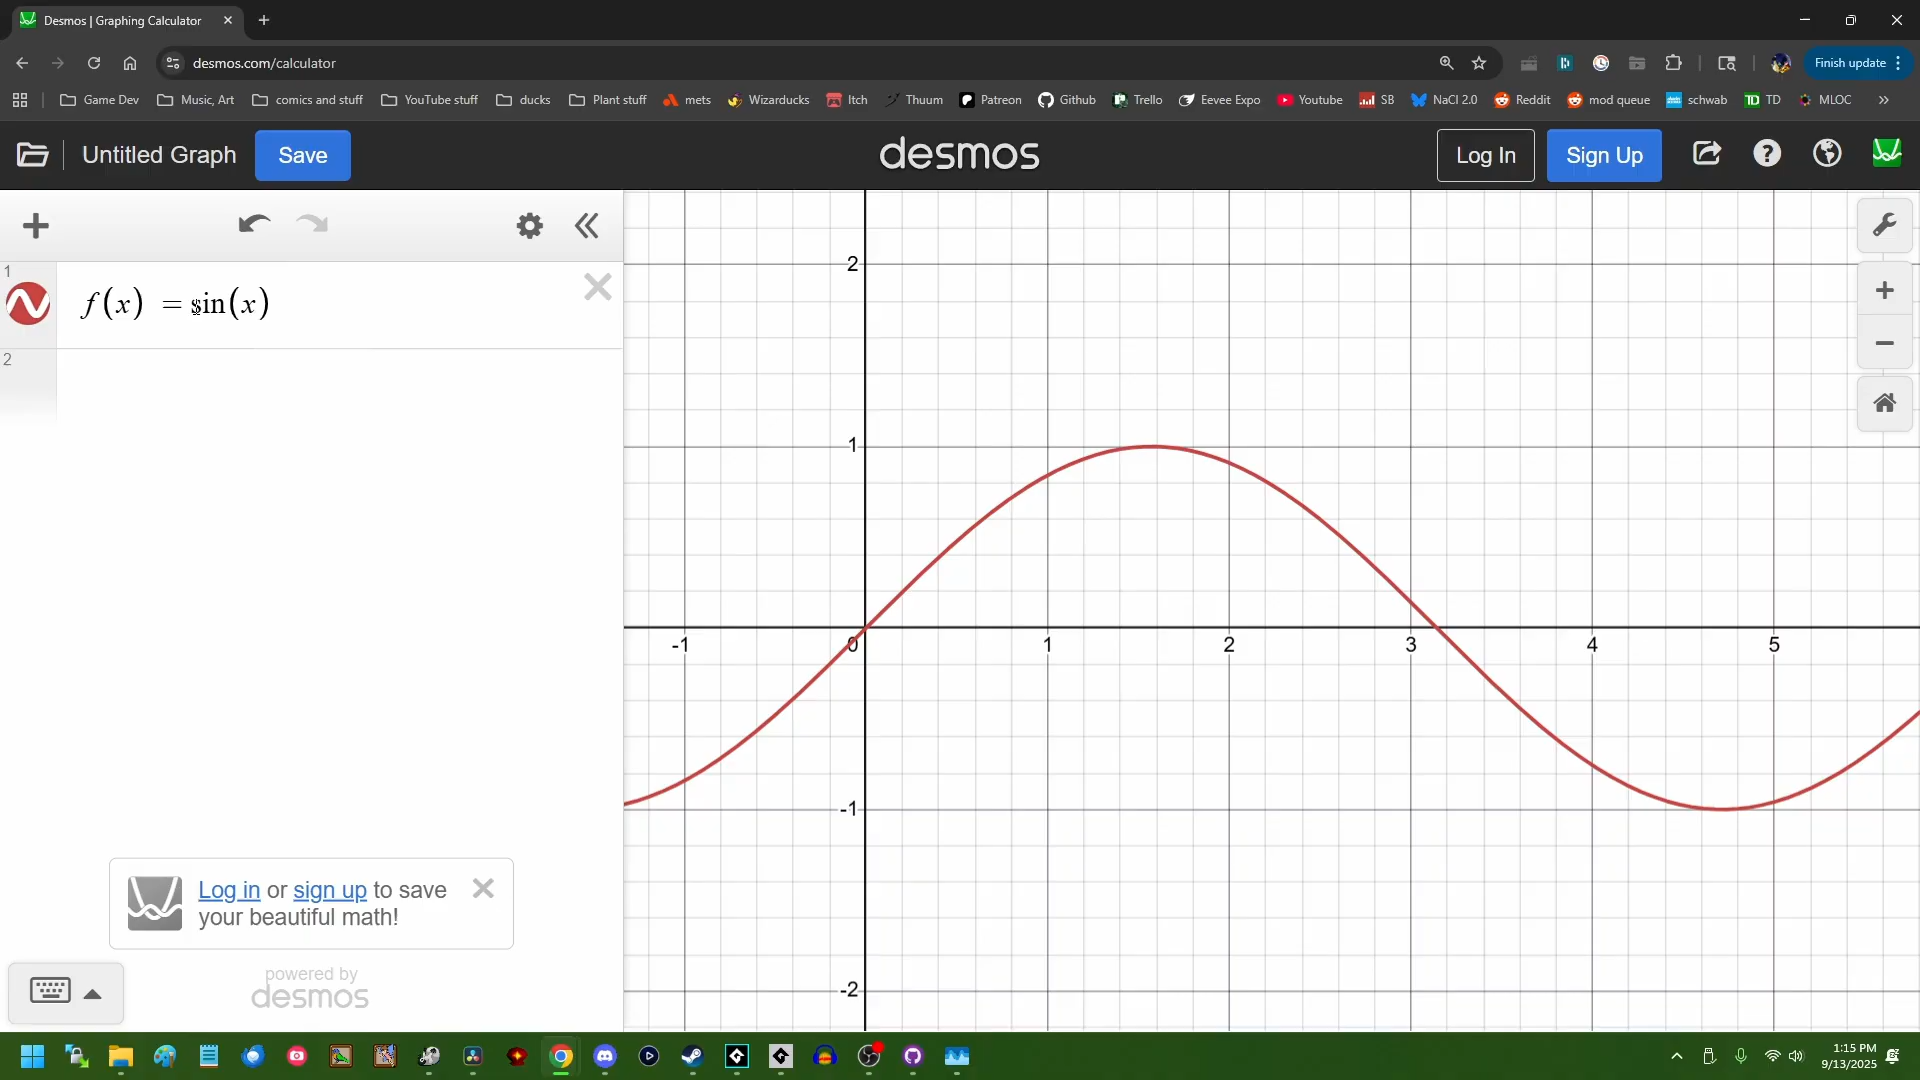 Desmos | Graphing Calculator
desmos.com/calculator
Finish update
Game Dev Music, Art comics and stuff YouTube stuff ducks Plant stuff mets Wizarducks Itch Thuum Patreon Github Trello Eevee Expo Youtube SB NaCl 2.0 Reddit mod queue schwab TD TD MLOC
Untitled Graph Save desmos Log In Sign Up
1
f(x) = sin(x)
2
2
1
-1 0 1 2 3 4 5
-1
-2
Log in or sign up to save
your beautiful math!
powered by
desmos
1:15 PM
9/13/2025